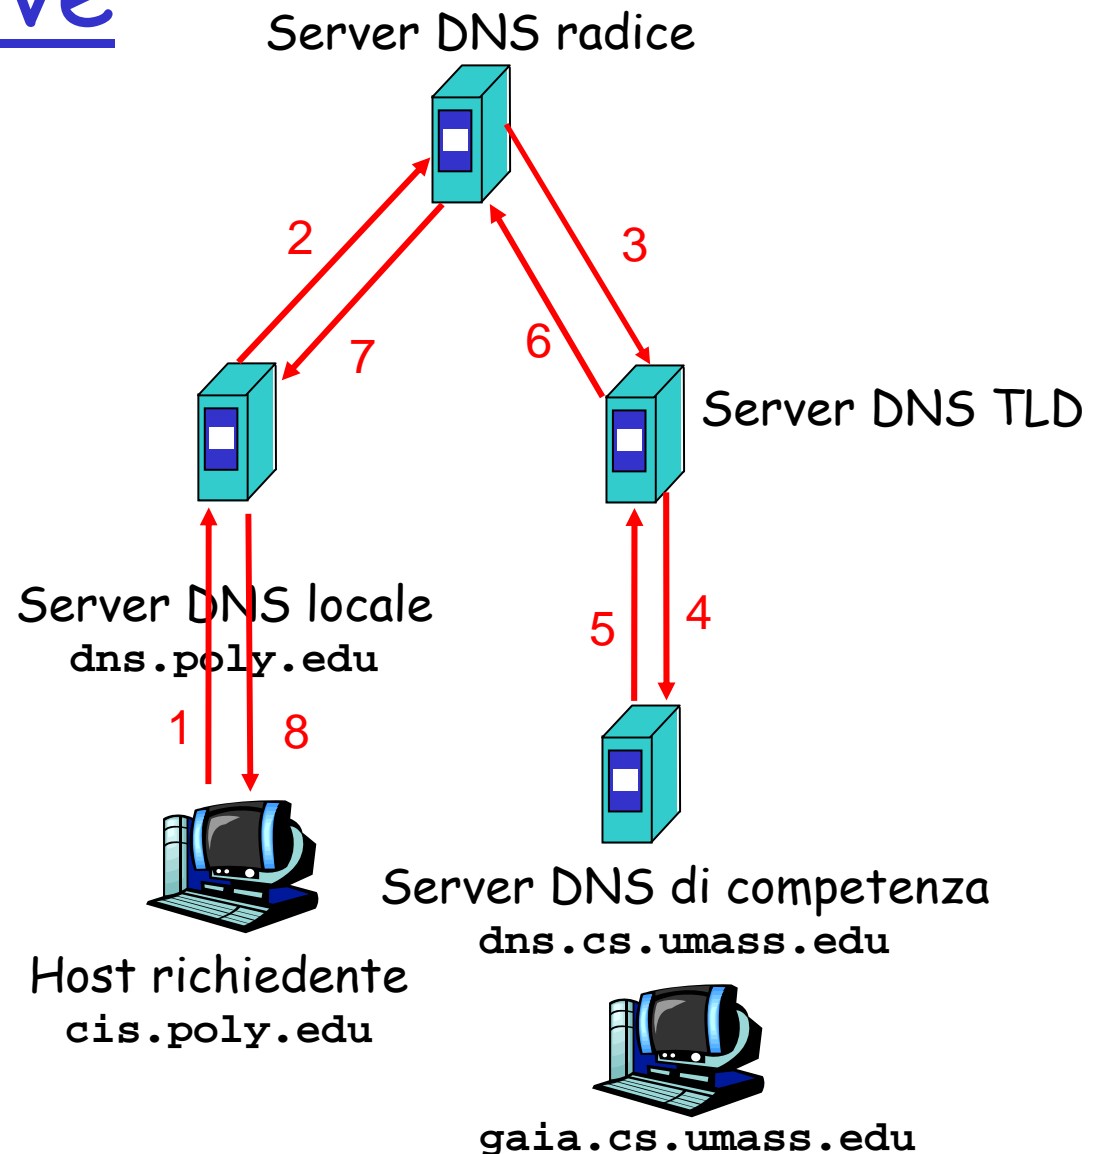 ve
Server DNS radice
2
3
7
6
Server DNS TLD
Server DNS locale
dns.poly.edu
5
4
1
8
Server DNS di competenza
dns.cs.umass.edu
Host richiedente
cis.poly.edu
gaia.cs.umass.edu